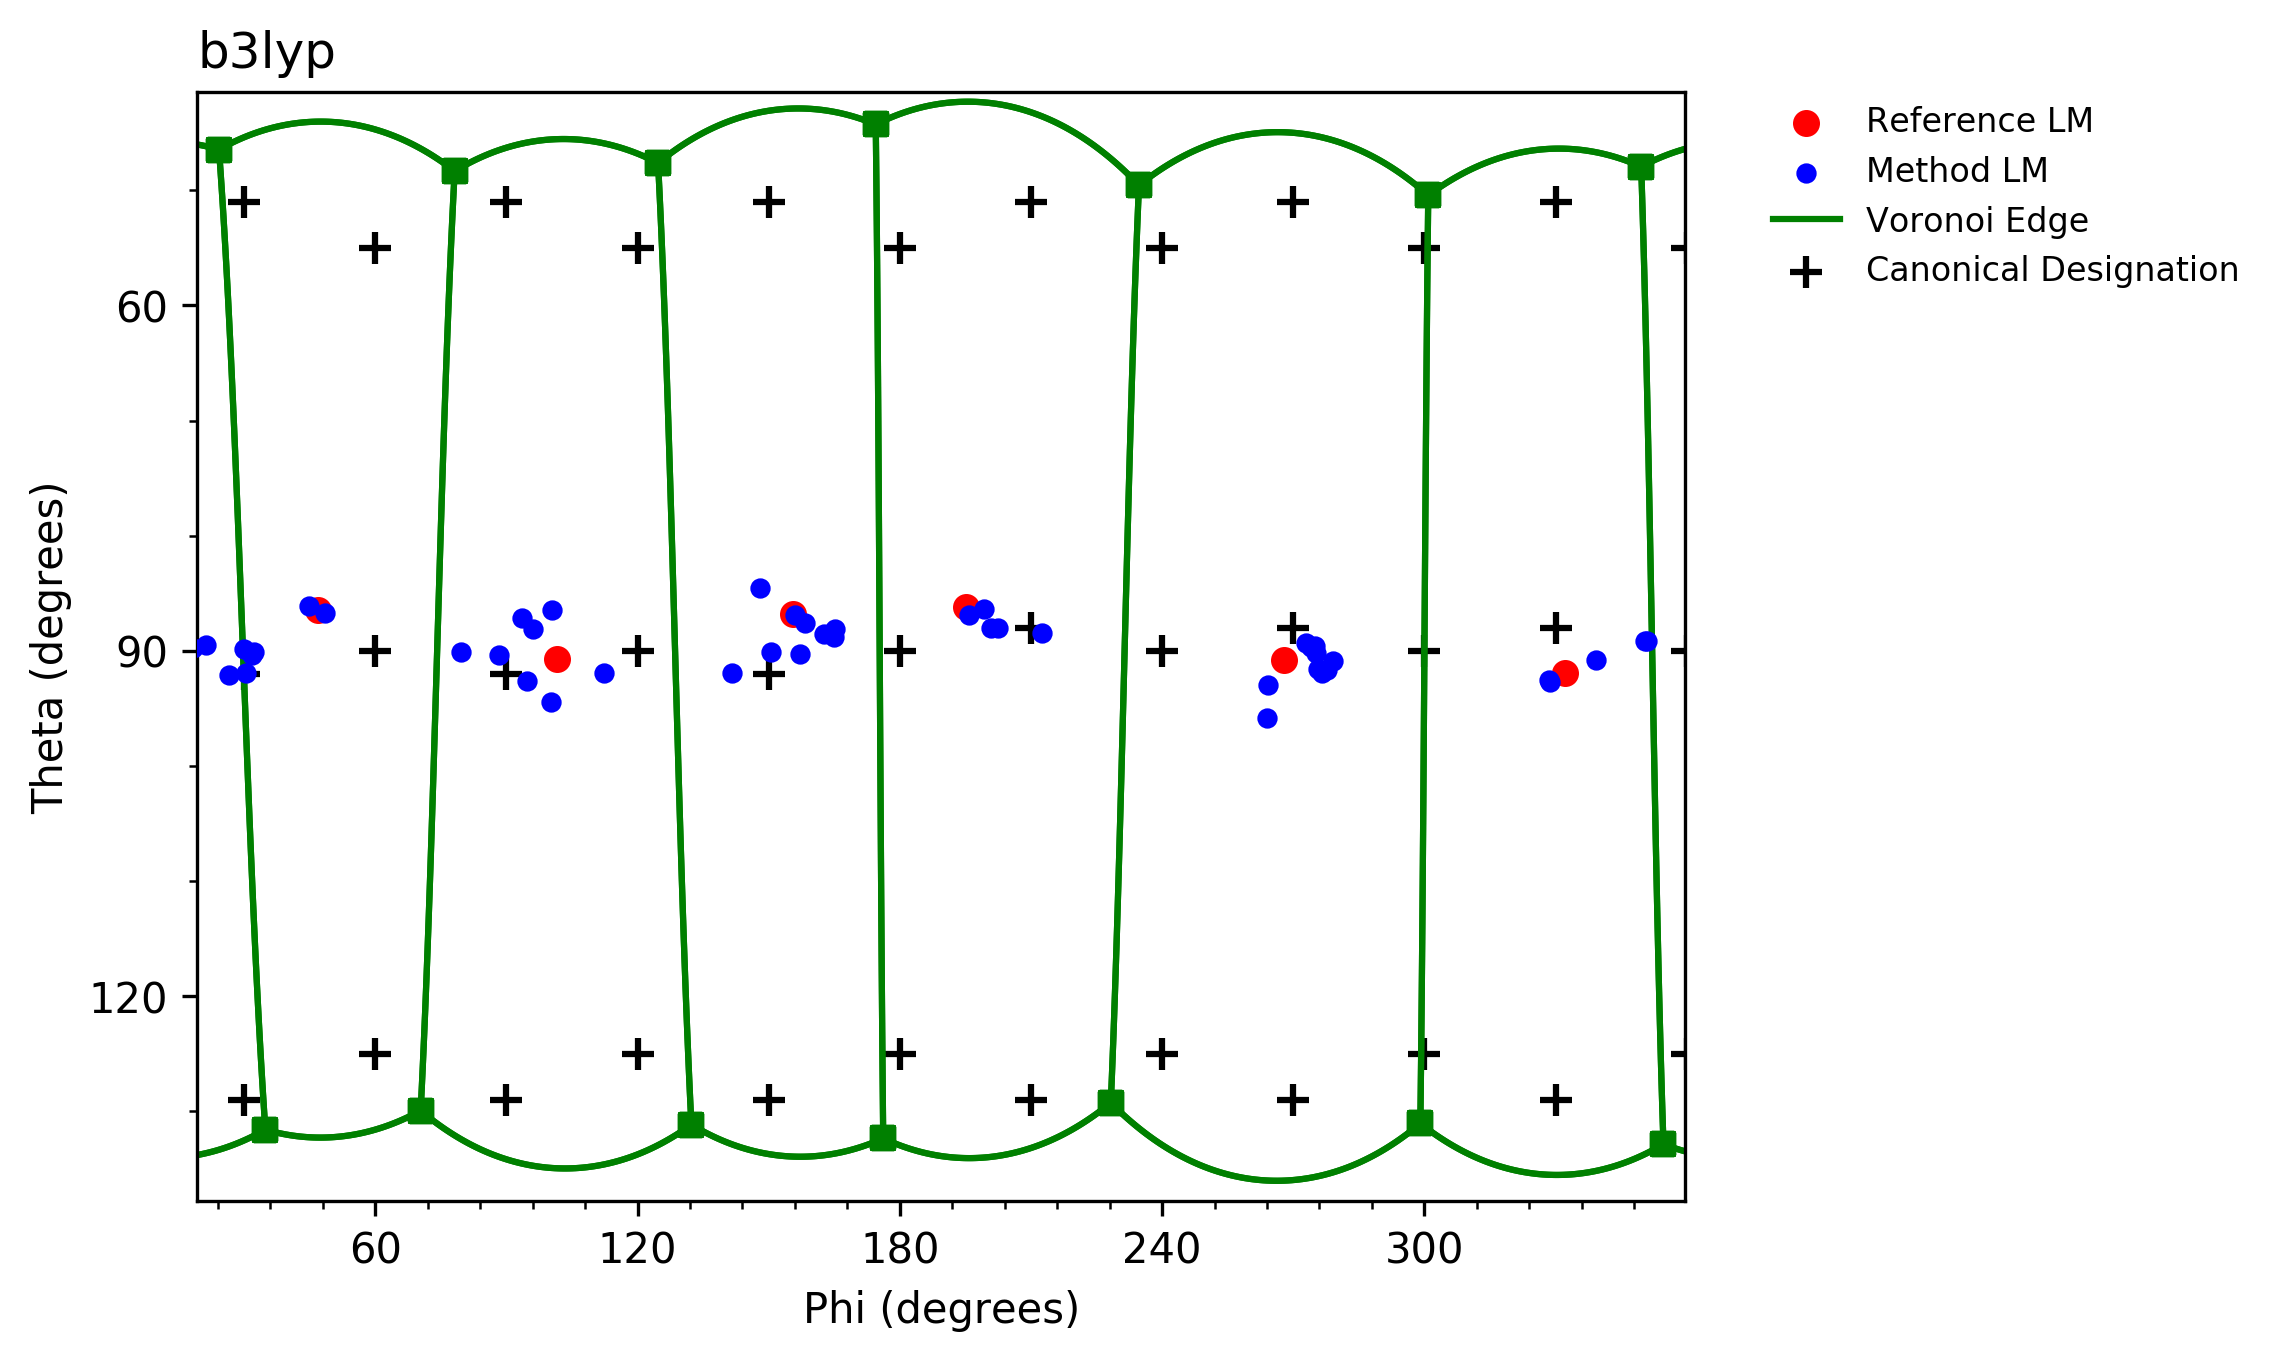 b3lyp
Reference LM
Method LM
Voronoi Edge
Canonical Designation
60
90
120
Theta (degrees)
60 120 180 240 300
Phi (degrees)